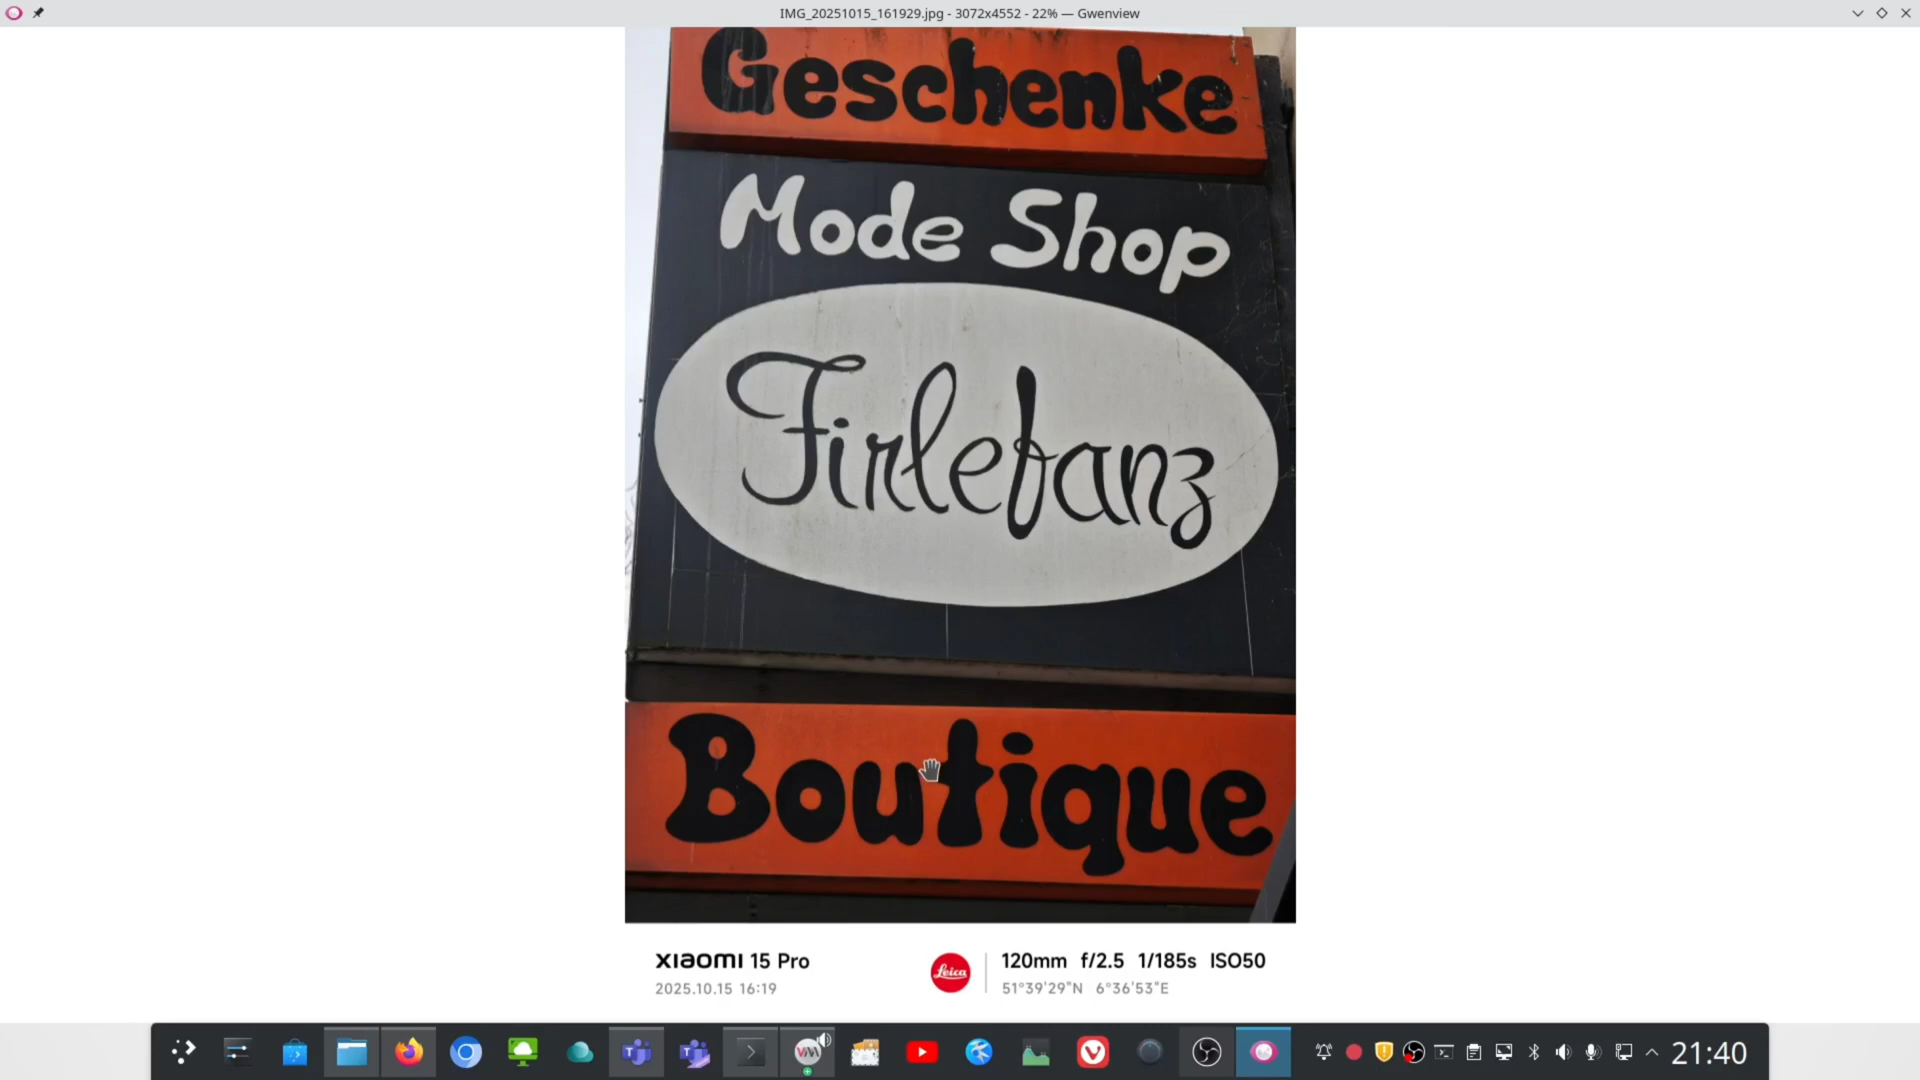 IMG_20251015_161929.jpg - 3072x4552 - 22% — Gwenview
Geschenke
Mode Shop
Firlefanz
Boutique
XIAOMI 15 Pro
2025.10.15 16:19
Leica
120mm f/2.5 1/185s ISO50
51°39'29"N 6°36'53"E
21:40